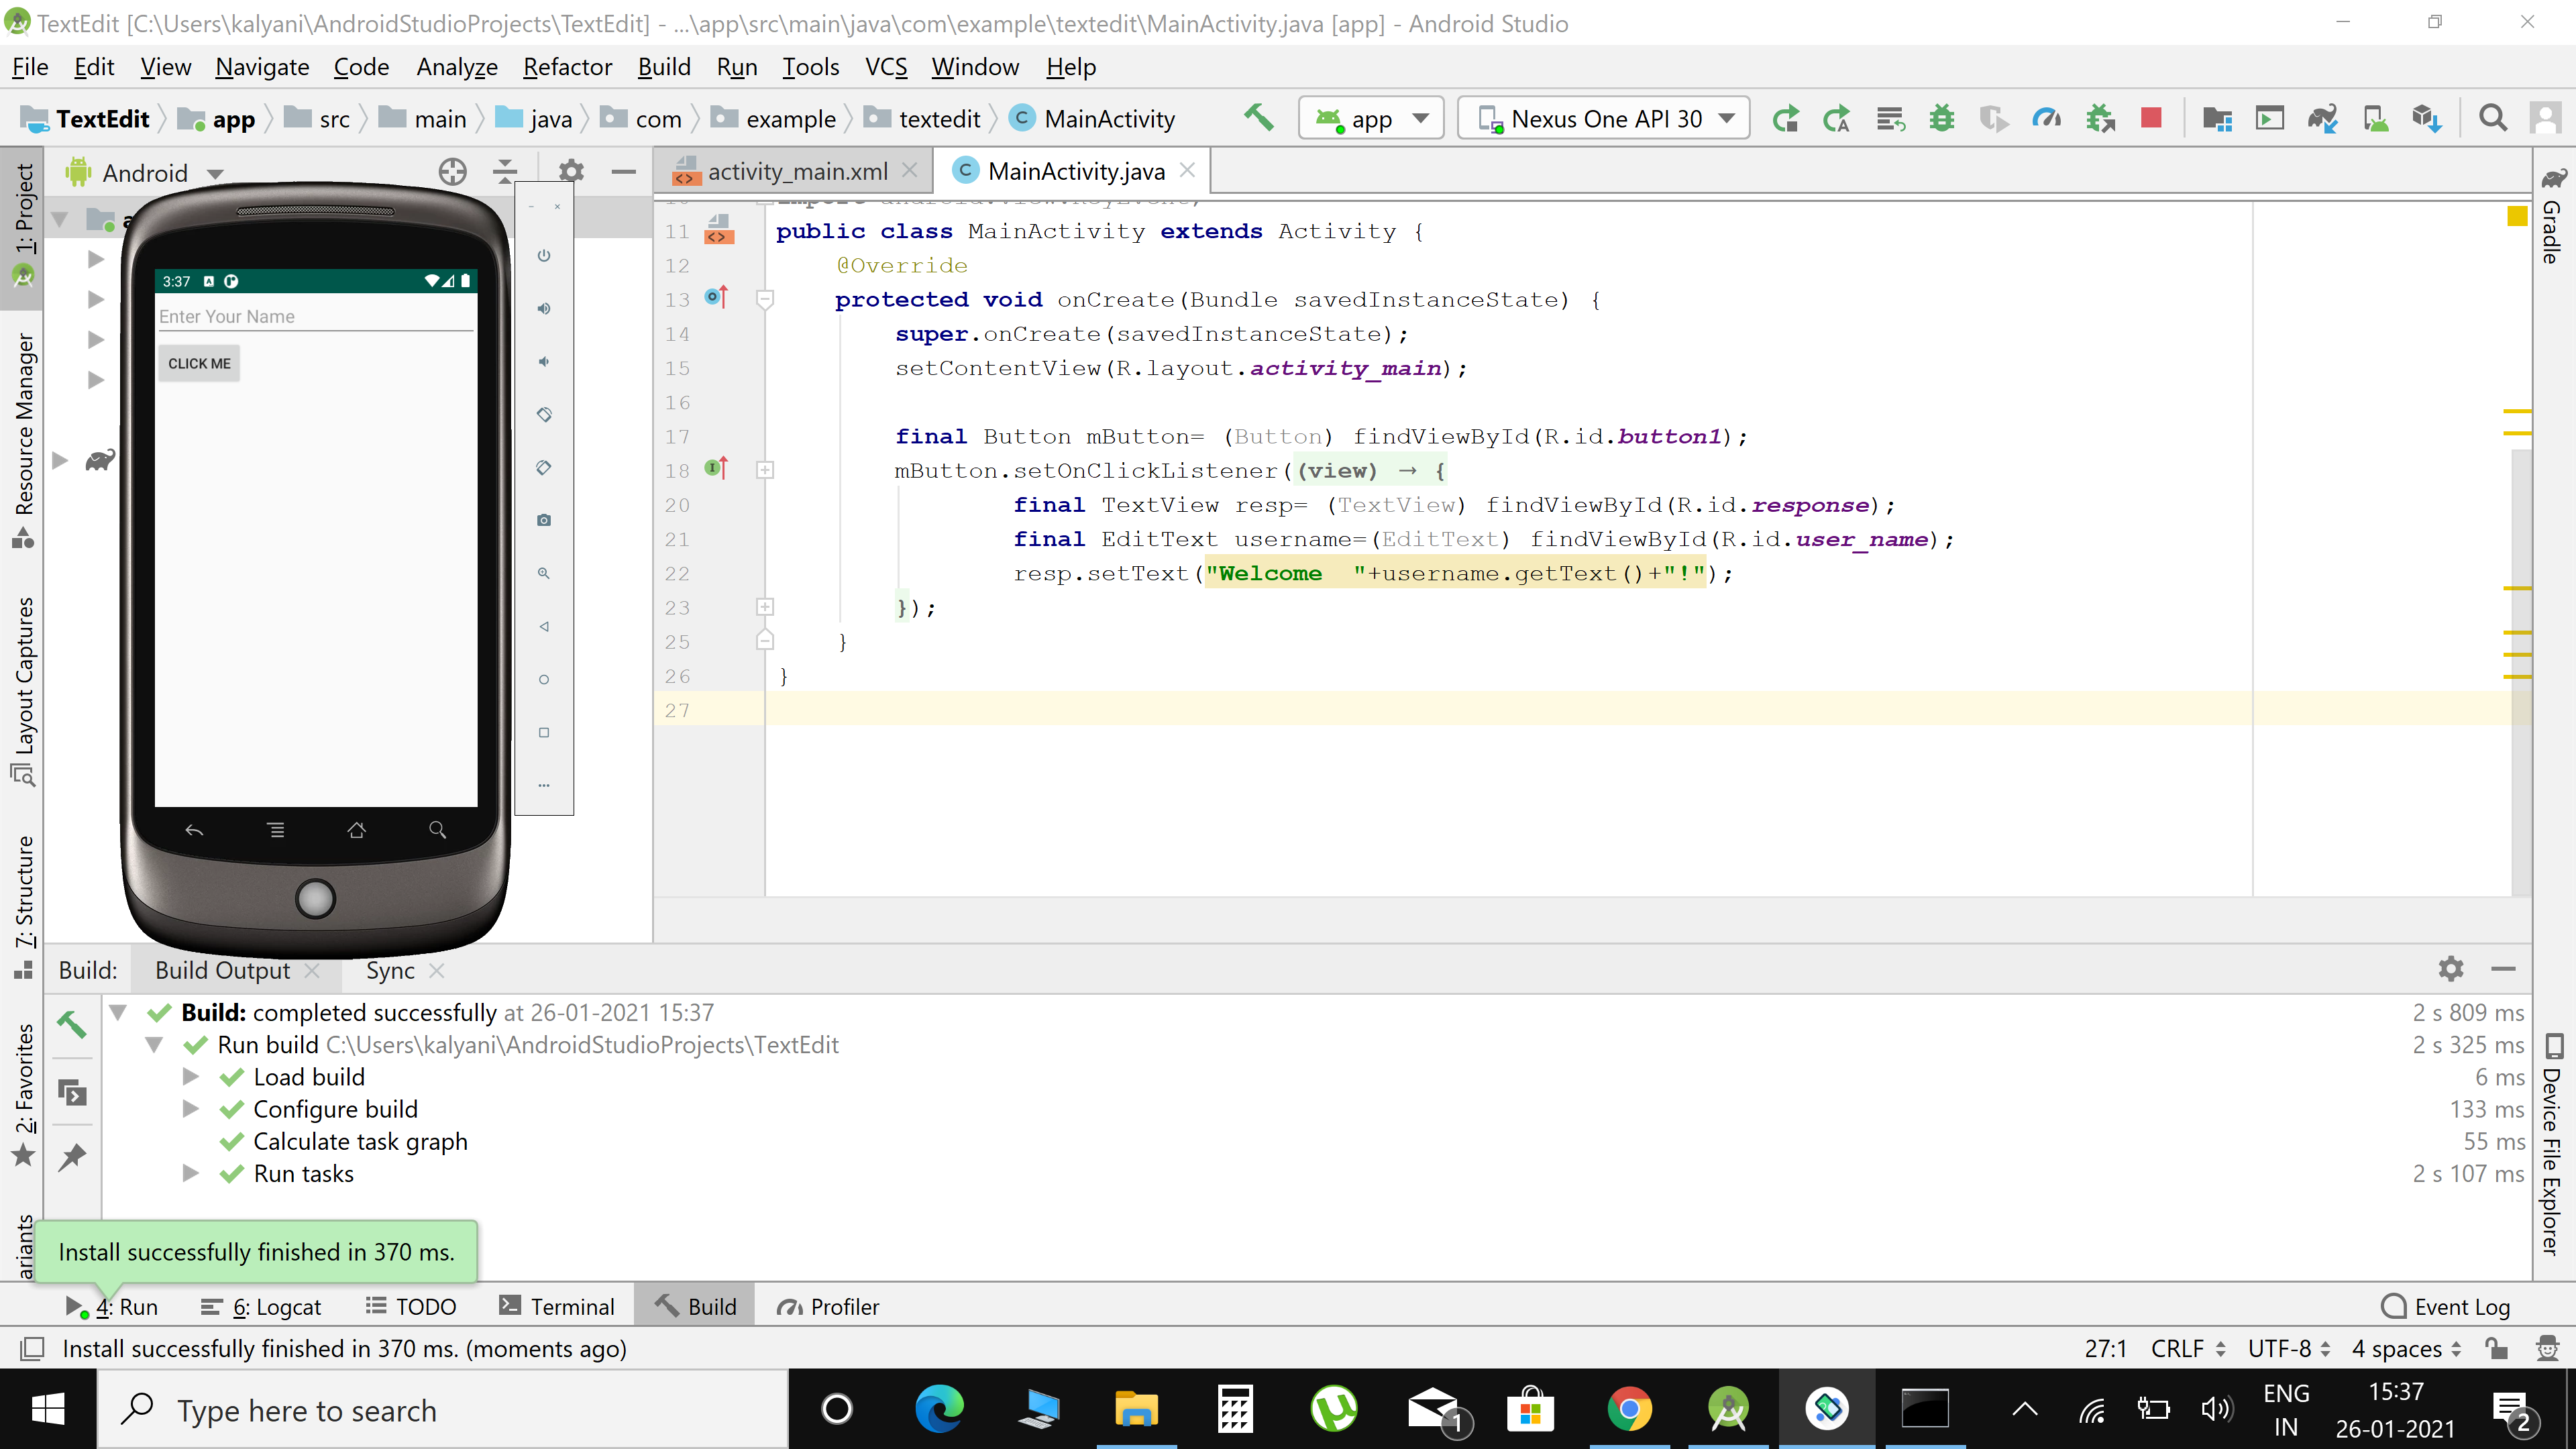 TextEdit [C:\Users\kalyani\AndroidStudioProjects\TextEdit] - ...\app\src\main\java\com\example\textedit\MainActivity.java [app] - Android Studio
File Edit View Navigate Code Analyze Refactor Build Run Tools VCS Window Help
TextEdit app src main java com example textedit MainActivity app Nexus One API 30
Android
activity_main.xml MainActivity.java
1: Project
Resource Manager
Layout Captures
7: Structure
2: Favorites
ariants
Gradle
Device File Explorer
3:37
Enter Your Name
CLICK ME
11 public class MainActivity extends Activity {
12 @Override
13 protected void onCreate(Bundle savedInstanceState) {
14 super.onCreate(savedInstanceState);
15 setContentView(R.layout.activity_main);
16
17 final Button mButton= (Button) findViewById(R.id.button1);
18 mButton.setOnClickListener((view) → {
20 final TextView resp= (TextView) findViewById(R.id.response);
21 final EditText username=(EditText) findViewById(R.id.user_name);
22 resp.setText("Welcome  "+username.getText()+"!");
23 });
25 }
26 }
27
Build: Build Output Sync
Build: completed successfully at 26-01-2021 15:37 2 s 809 ms
Run build C:\Users\kalyani\AndroidStudioProjects\TextEdit 2 s 325 ms
Load build 6 ms
Configure build 133 ms
Calculate task graph 55 ms
Run tasks 2 s 107 ms
Install successfully finished in 370 ms.
4: Run 6: Logcat TODO Terminal Build Profiler Event Log
Install successfully finished in 370 ms. (moments ago) 27:1 CRLF UTF-8 4 spaces
Type here to search
1
ENG
IN
15:37
26-01-2021
2